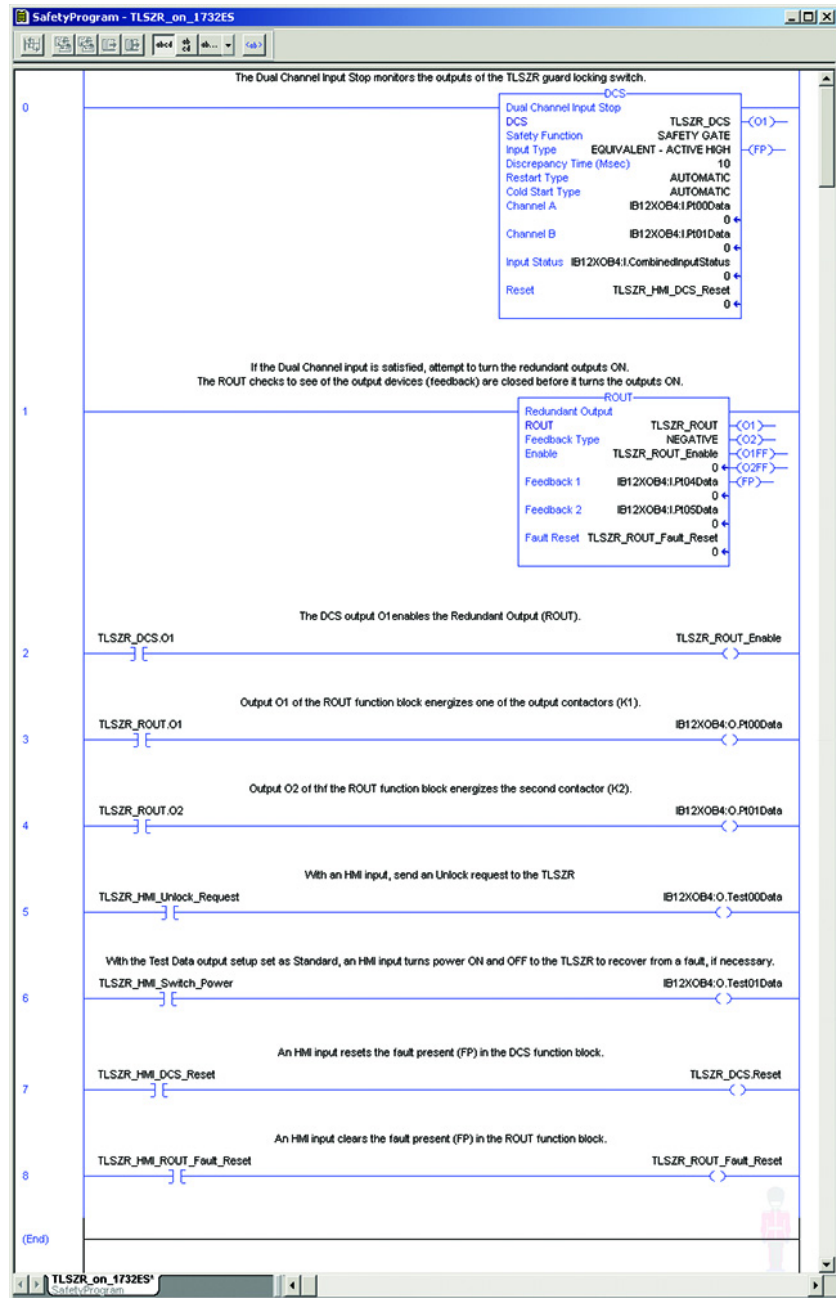 SafetyProgram - TLSZR_on_1732ES
abcd ab cd ab... <ab>
The Dual Channel Input Stop monitors the outputs of the TLSZR guard locking switch.
DCS
0
Dual Channel Input Stop
DCS TLSZR_DCS (O1)
Safety Function SAFETY GATE
Input Type EQUIVALENT - ACTIVE HIGH (FP)
Discrepancy Time (Msec) 10
Restart Type AUTOMATIC
Cold Start Type AUTOMATIC
Channel A IB12XOB4:I.Pt00Data
0
Channel B IB12XOB4:I.Pt01Data
0
Input Status IB12XOB4:I.CombinedInputStatus
0
Reset TLSZR_HMI_DCS_Reset
0
If the Dual Channel input is satisfied, attempt to turn the redundant outputs ON.
The ROUT checks to see of the output devices (feedback) are closed before it turns the outputs ON.
ROUT
1
Redundant Output
ROUT TLSZR_ROUT (O1)
Feedback Type NEGATIVE (O2)
Enable TLSZR_ROUT_Enable (O1FF)
0 (O2FF)
Feedback 1 IB12XOB4:I.Pt04Data (FP)
0
Feedback 2 IB12XOB4:I.Pt05Data
0
Fault Reset TLSZR_ROUT_Fault_Reset
0
The DCS output O1enables the Redundant Output (ROUT).
TLSZR_DCS.O1 TLSZR_ROUT_Enable
2
Output O1 of the ROUT function block energizes one of the output contactors (K1).
TLSZR_ROUT.O1 IB12XOB4:O.Pt00Data
3
Output O2 of thf the ROUT function block energizes the second contactor (K2).
TLSZR_ROUT.O2 IB12XOB4:O.Pt01Data
4
With an HMI input, send an Unlock request to the TLSZR
TLSZR_HMI_Unlock_Request IB12XOB4:O.Test00Data
5
With the Test Data output setup set as Standard, an HMI input turns power ON and OFF to the TLSZR to recover from a fault, if necessary.
TLSZR_HMI_Switch_Power IB12XOB4:O.Test01Data
6
An HMI input resets the fault present (FP) in the DCS function block.
TLSZR_HMI_DCS_Reset TLSZR_DCS.Reset
7
An HMI input clears the fault present (FP) in the ROUT function block.
TLSZR_HMI_ROUT_Fault_Reset TLSZR_ROUT_Fault_Reset
8
(End)
TLSZR_on_1732ES*
SafetyProgram